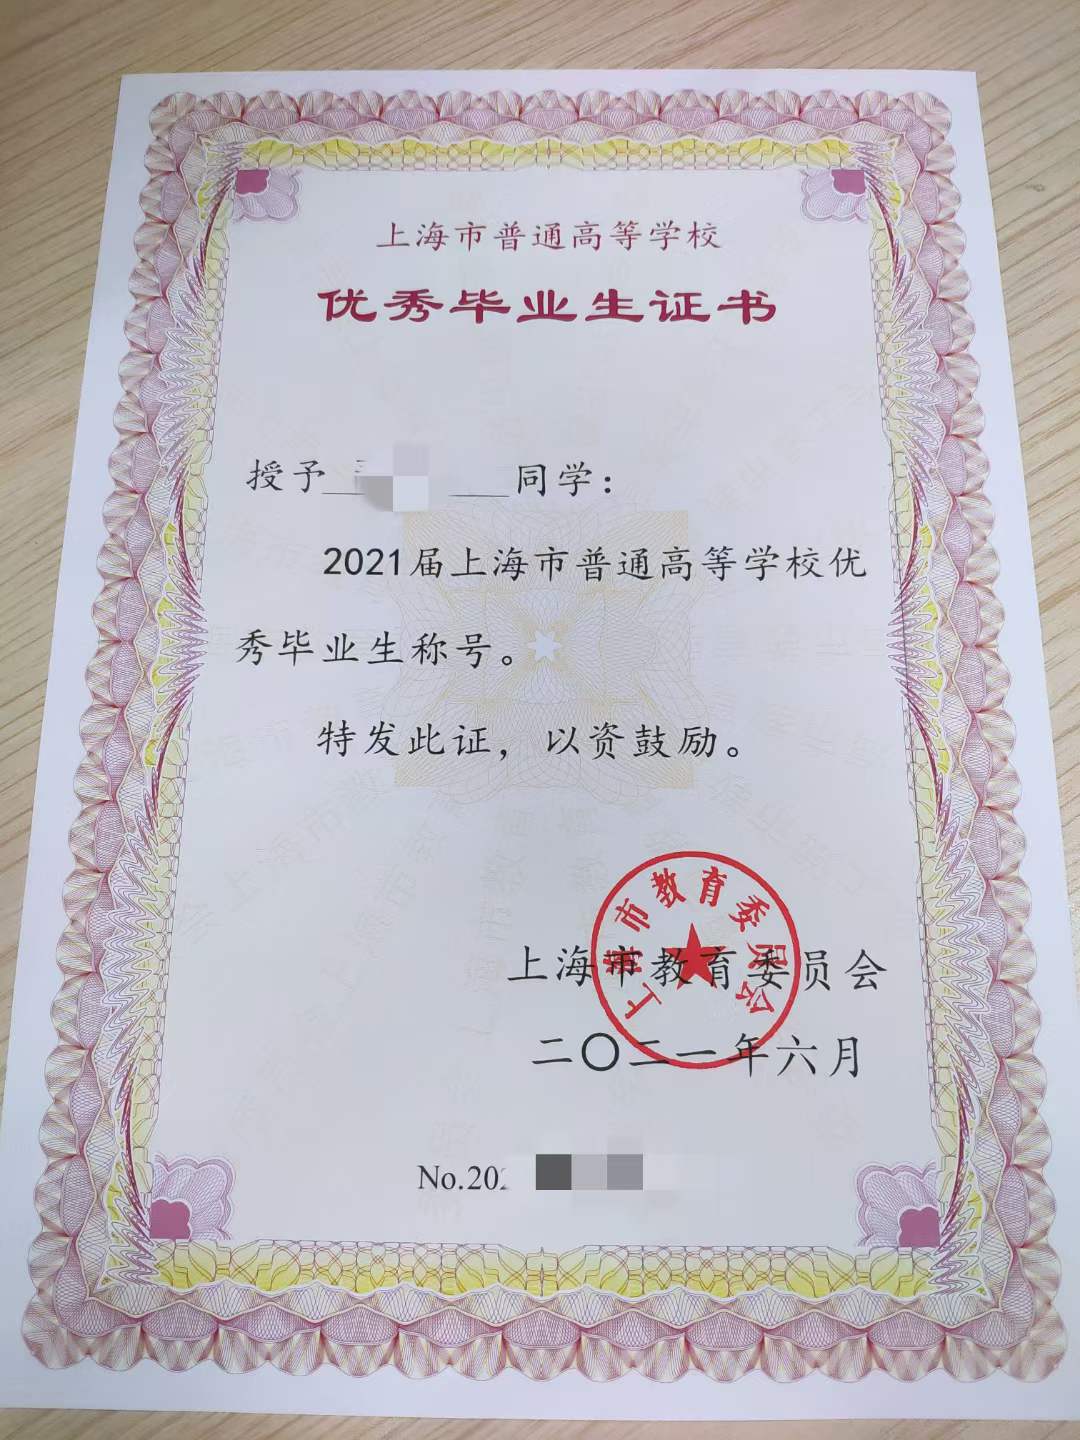 上海市普通高等学校
优秀毕业生证书
授予 同学：
2021届上海市普通高等学校优
秀毕业生称号。
特发此证，以资鼓励。
上海市教育委员会
上海市教育委员会
二〇二一年六月
No.202